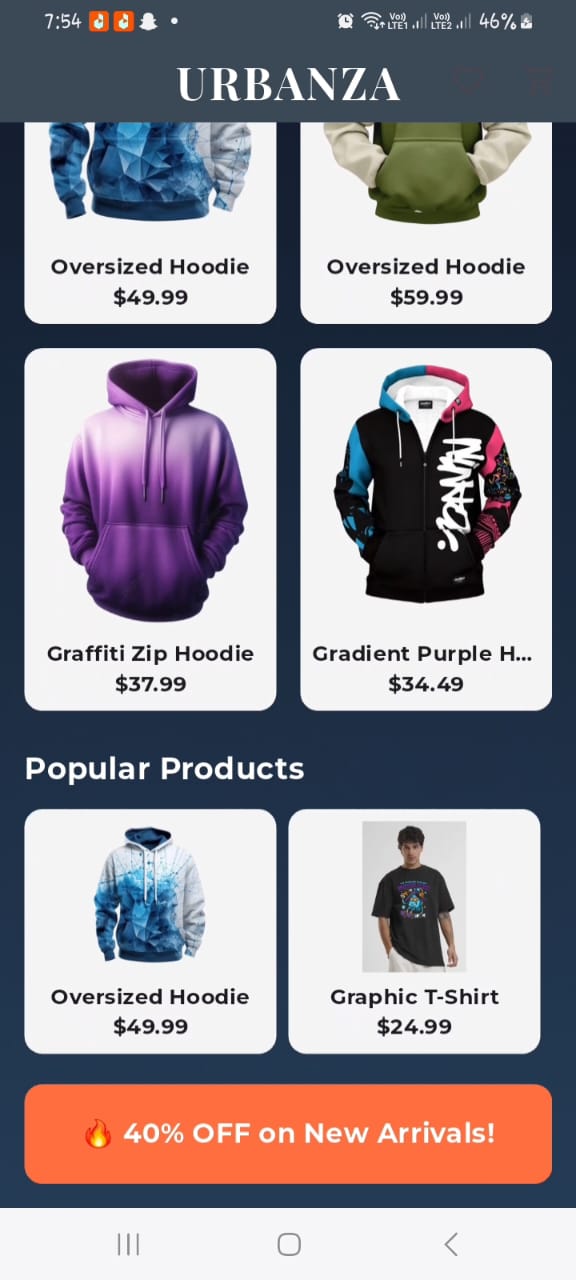 7:54
Vo) LTE1 Vo) LTE2 46%
URBANZA
Oversized Hoodie
$49.99
Oversized Hoodie
$59.99
Graffiti Zip Hoodie
$37.99
Gradient Purple H...
$34.49
Popular Products
Oversized Hoodie
$49.99
Graphic T-Shirt
$24.99
🔥 40% OFF on New Arrivals!